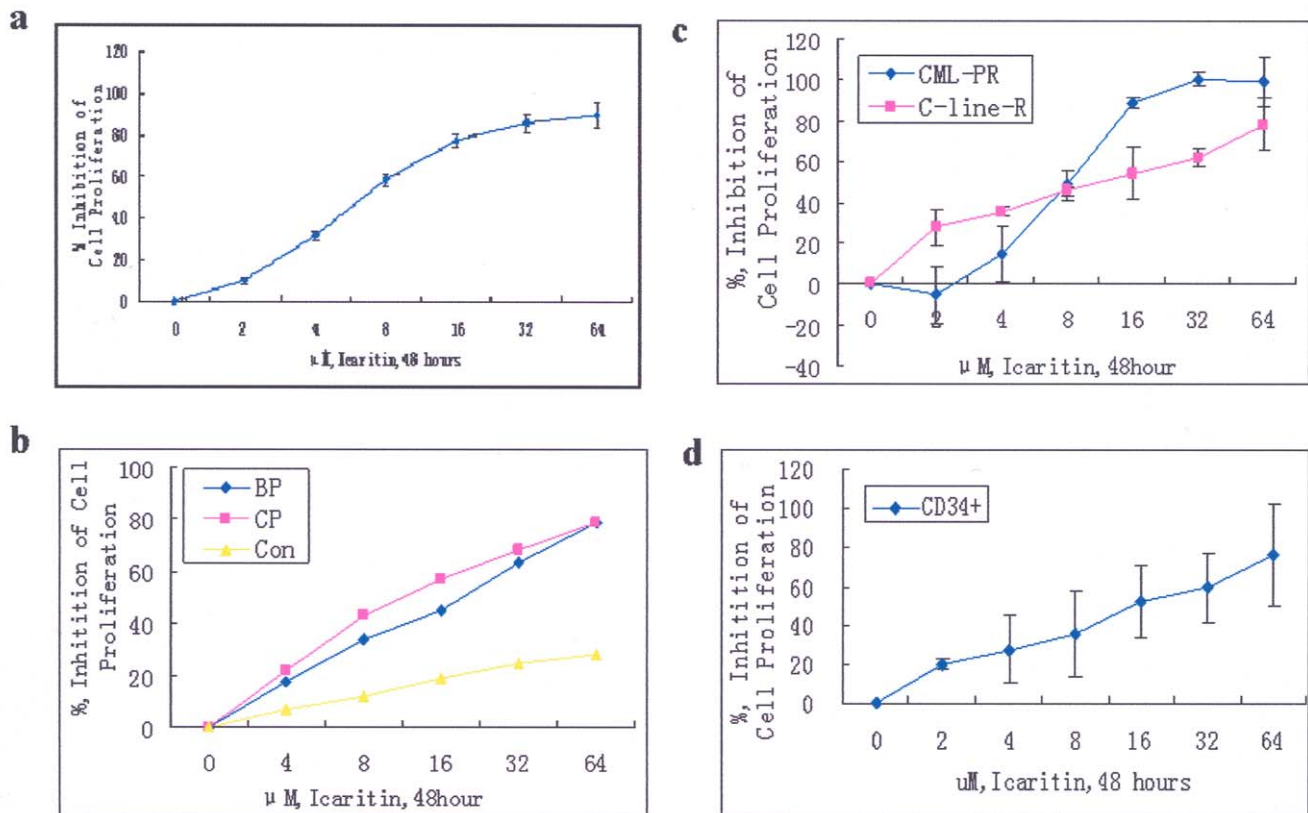 a
120
100
80
60
40
20
0
% Inhibition of
Cell Proliferation
0 2 4 8 16 32 64
μM, Icaritin, 48 hours
b
100
80
60
40
20
0
%, Inhitition of Cell
Proliferation
BP
CP
Con
0 4 8 16 32 64
μM, Icaritin, 48hour
c
120
100
80
60
40
20
0
-20
-40
%, Inhibition of
Cell Proliferation
CML-PR
C-line-R
0 2 4 8 16 32 64
μM, Icaritin, 48hour
d
120
100
80
60
40
20
0
%, Inhibition of
Cell Proliferation
CD34+
0 2 4 8 16 32 64
uM, Icaritin, 48 hours